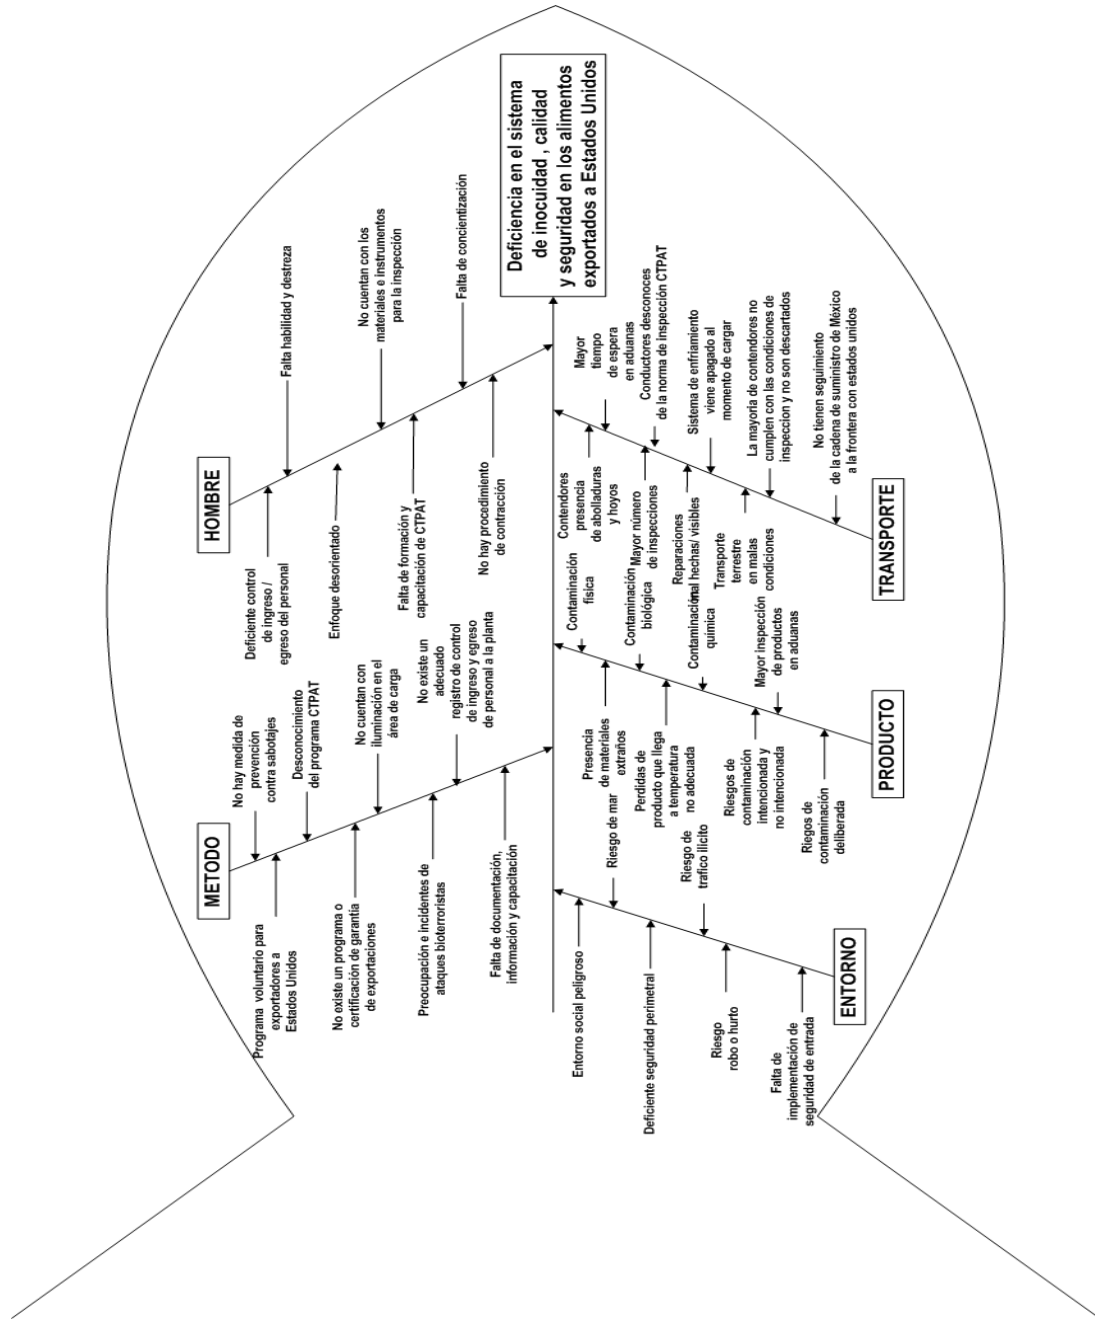 METODO
No hay medida de
prevención
contra sabotajes
Programa voluntario para
exportadores a
Estados Unidos
Desconocimiento
del programa CTPAT
No existe un programa o
certificación de garantía
de exportaciones
No cuentan con
iluminación en el
área de carga
Preocupación e incidentes de
ataques bioterroristas
No existe un
adecuado
registro de control
de ingreso y egreso
de personal a la planta
Falta de documentación,
información y capacitación
HOMBRE
Deficiente control
de ingreso /
egreso del personal
Falta habilidad y destreza
Enfoque desorientado
No cuentan con los
materiales e instrumentos
para la inspección
Falta de formación y
capacitación de CTPAT
Falta de concientización
No hay procedimiento
de contracción
Deficiencia en el sistema
de inocuidad , calidad
y seguridad en los alimentos
exportados a Estados Unidos
Entorno social peligroso
Riesgo de mar
Deficiente seguridad perimetral
Riesgo de
trafico ilicito
Riesgo
robo o hurto
Falta de
implementación de
seguridad de entrada
ENTORNO
Contaminación
física
Presencia
de materiales
extraños
Contaminación
biológica
Perdidas de
producto que llega
a temperatura
no adecuada
Contaminación
quimica
Riesgos de
contaminación
intencionada y
no intencionada
Mayor inspección
de productos
en aduanas
Riegos de
contaminación
deliberada
PRODUCTO
Mayor
tiempo
de espera
en aduanas
Contendores
presencia
de abolladuras
y hoyos
Conductores desconoces
de la norma de inspección CTPAT
Mayor número
de inspecciones
Sistema de enfriamiento
viene apagado al
momento de cargar
Reparaciones
mal hechas/ visibles
Transporte
terrestre
en malas
condiciones
La mayoria de contendores no
cumplen con las condiciones de
inspeccion y no son descartados
No tienen seguimiento
de la cadena de suministro de México
a la frontera con estados unidos
TRANSPORTE